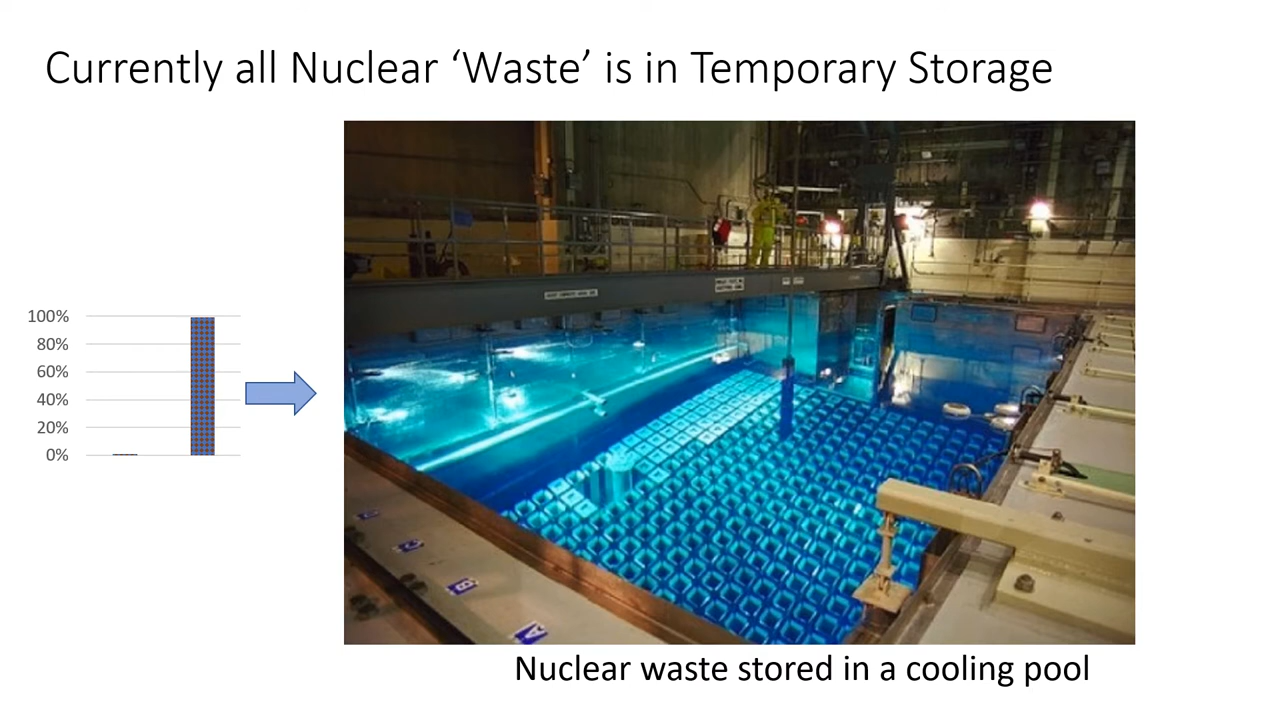 Currently all Nuclear ‘Waste’ is in Temporary Storage
100%
80%
60%
40%
20%
0%
C
B
A
Nuclear waste stored in a cooling pool